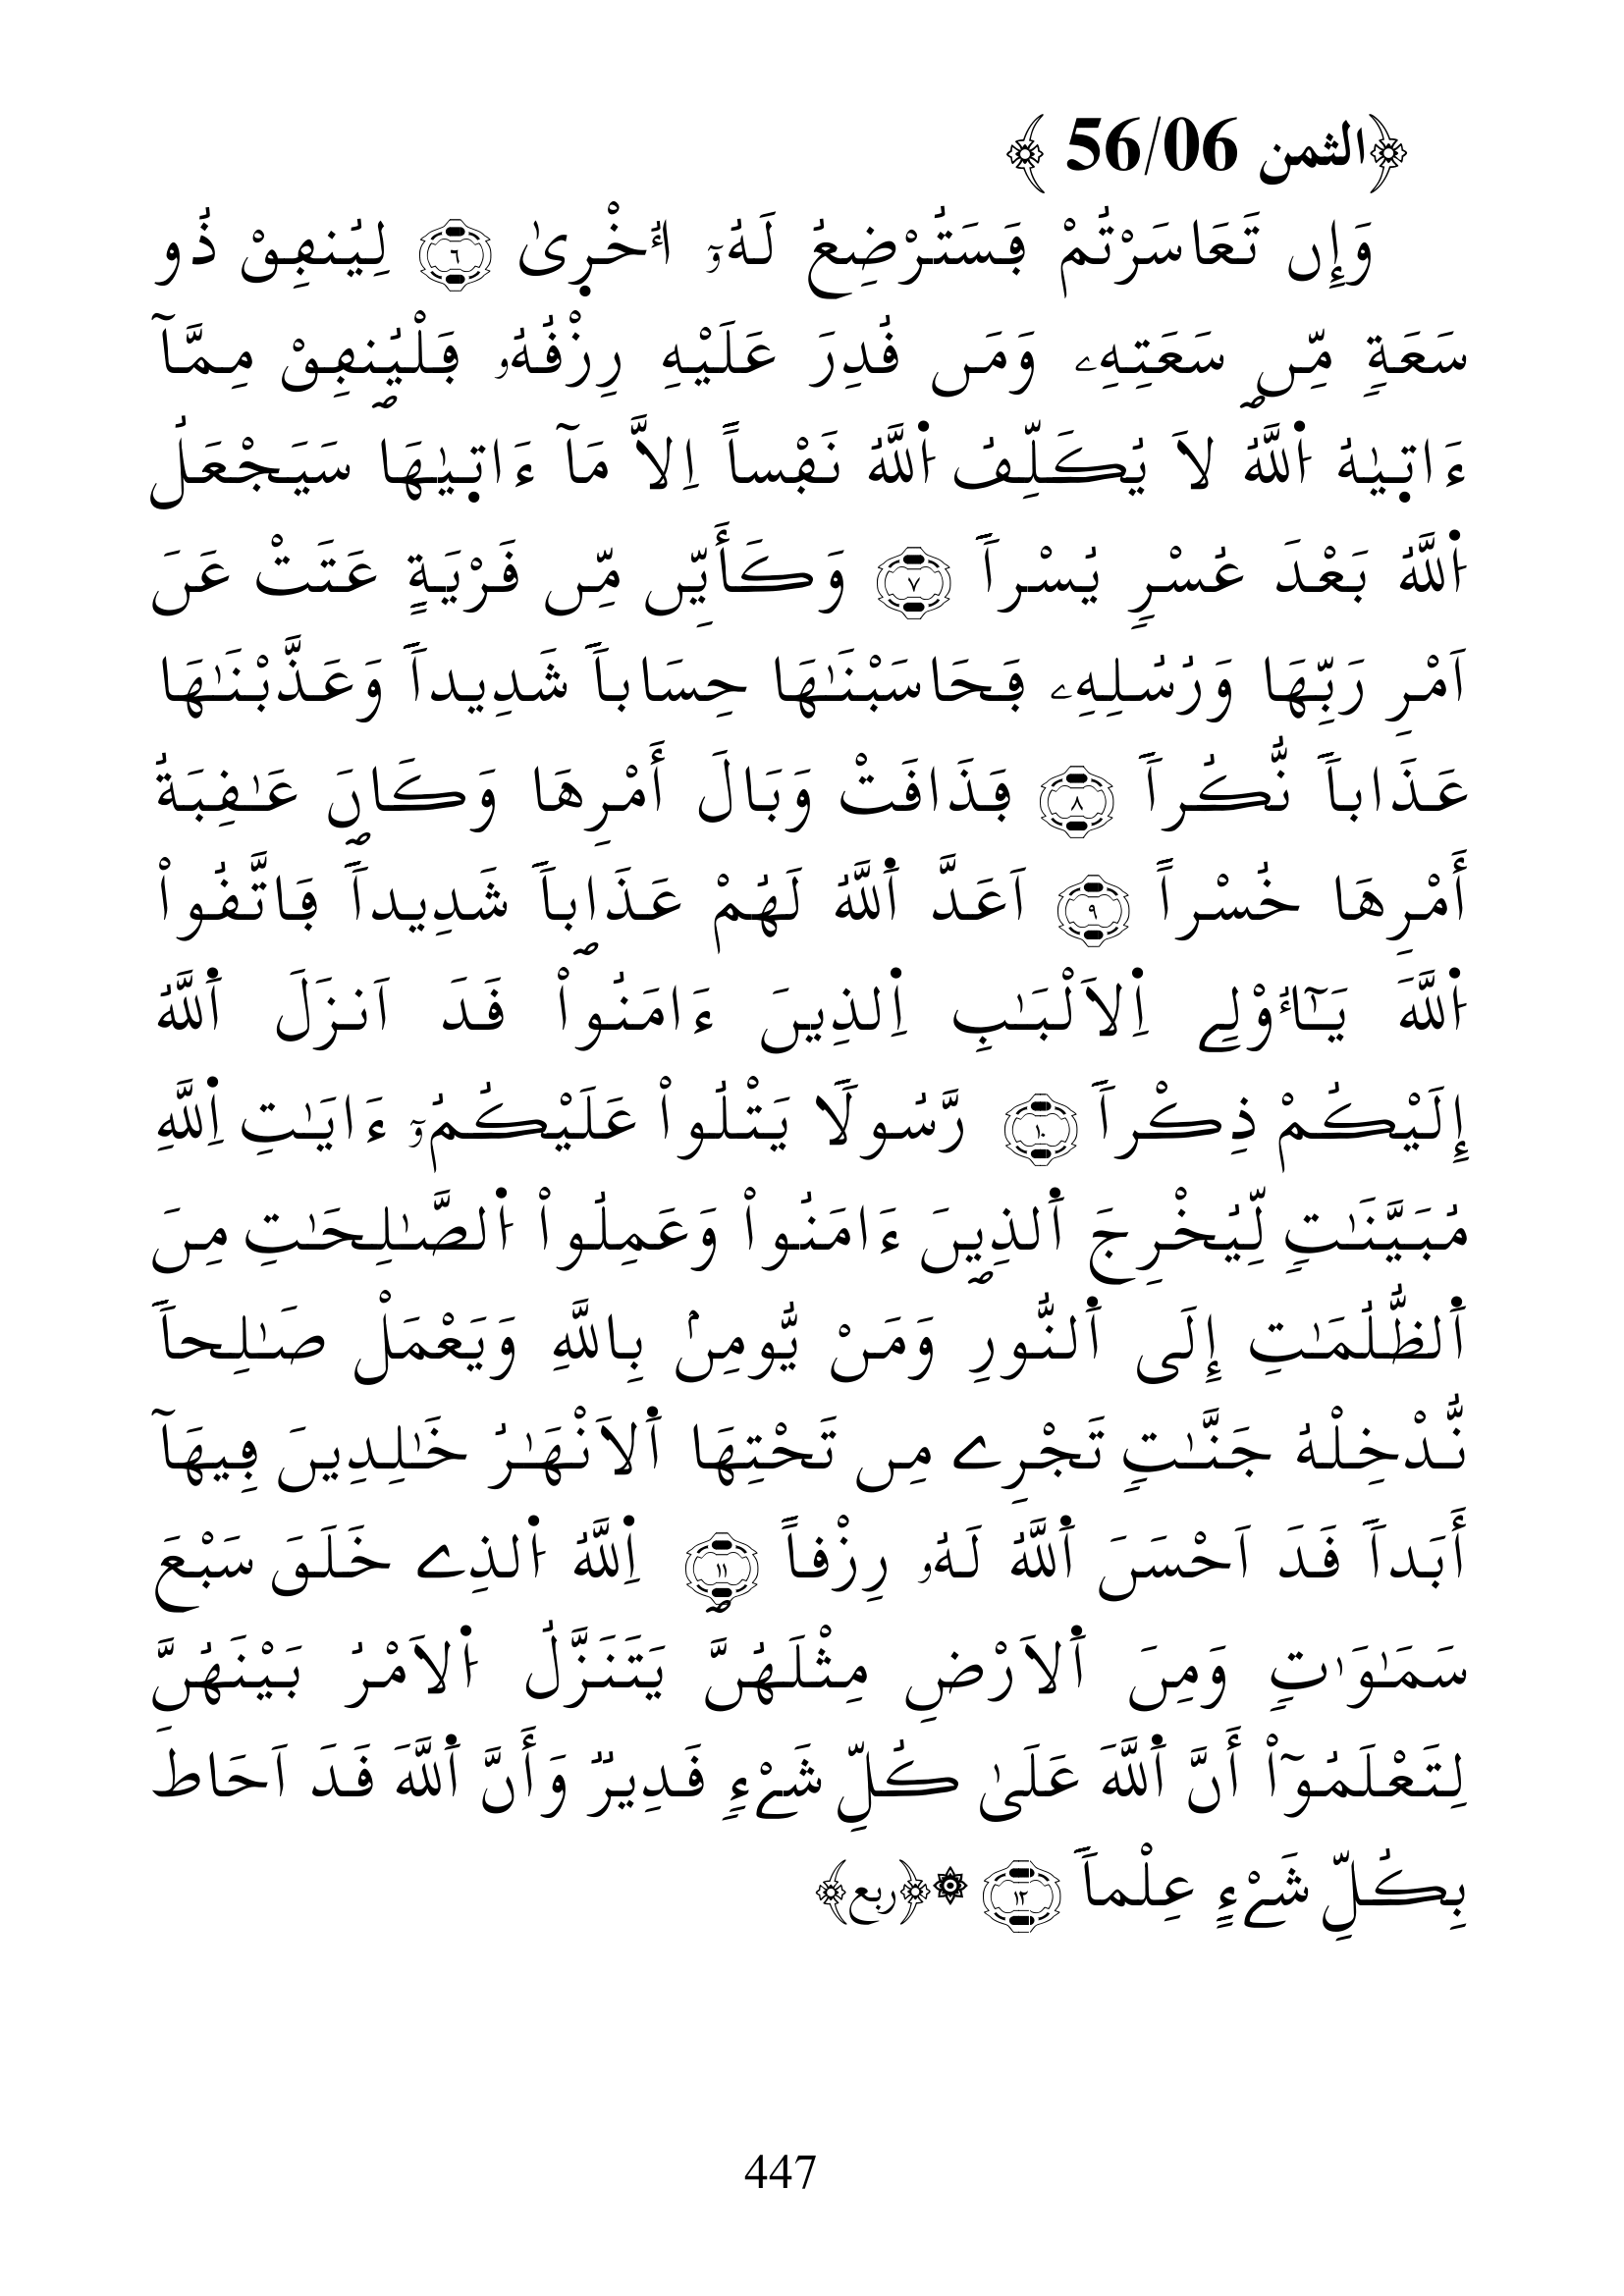 ﴿الثمن 56/06 ﴾
وَإِن تَعَاسَرْتُمْ فَسَتُرْضِعُ لَهُۥٓ أُخْر۪ىٰ ۝٦ لِيُنفِقْ ذُو
سَعَةٖ مِّن سَعَتِهِۦ وَمَن قُدِرَ عَلَيْهِ رِزْقُهُۥ فَلْيُنفِقْ مِمَّآ
ءَات۪يٰهُ اُ۬للَّهُ لَا يُكَلِّفُ اُ۬للَّهُ نَفْساً اِلَّا مَآ ءَات۪يٰهَا سَيَجْعَلُ
اُ۬للَّهُ بَعْدَ عُسْرٖ يُسْراٗ ۝٧ وَكَأَيِّن مِّن قَرْيَةٍ عَتَتْ عَنَ
اَمْرِ رَبِّهَا وَرُسُلِهِۦ فَحَاسَبْنَٰهَا حِسَاباٗ شَدِيداٗ وَعَذَّبْنَٰهَا
عَذَاباٗ نُّكُراٗ ۝٨ فَذَاقَتْ وَبَالَ أَمْرِهَا وَكَانَ عَٰقِبَةُ
أَمْرِهَا خُسْراً ۝٩ اَعَدَّ اَ۬للَّهُ لَهُمْ عَذَاباٗ شَدِيداٗ فَاتَّقُواْ
اُ۬للَّهَ يَـٰٓأُوْلِے اِ۬لَالْبَٰبِ اِ۬لذِينَ ءَامَنُواْ قَدَ اَنزَلَ اَ۬للَّهُ
إِلَيْكُمْ ذِكْراٗ ۝١٠ رَّسُولاٗ يَتْلُواْ عَلَيْكُمُۥٓ ءَايَٰتِ اِ۬للَّهِ
مُبَيَّنَٰتٖ لِّيُخْرِجَ اَ۬لذِينَ ءَامَنُواْ وَعَمِلُواْ اُ۬لصَّٰلِحَٰتِ مِنَ
اَ۬لظُّلُمَٰتِ إِلَى اَ۬لنُّورِ وَمَنْ يُّومِنۢ بِاللَّهِ وَيَعْمَلْ صَٰلِحاٗ
نُّدْخِلْهُ جَنَّٰتٖ تَجْرِے مِن تَحْتِهَا اَ۬لَانْهَٰرُ خَٰلِدِينَ فِيهَآ
أَبَداٗ قَدَ اَحْسَنَ اَ۬للَّهُ لَهُۥ رِزْقاً ۝١١ اِ۬للَّهُ اُ۬لذِے خَلَقَ سَبْعَ
سَمَٰوَٰتٖ وَمِنَ اَ۬لَارْضِ مِثْلَهُنَّ يَتَنَزَّلُ اُ۬لَامْرُ بَيْنَهُنَّ
لِتَعْلَمُوٓاْ أَنَّ اَ۬للَّهَ عَلَىٰ كُلِّ شَےْءٖ قَدِيرٞ وَأَنَّ اَ۬للَّهَ قَدَ اَحَاطَ
بِكُلِّ شَےْءٍ عِلْماٗ ۝١٢ ۞﴿ربع﴾
447